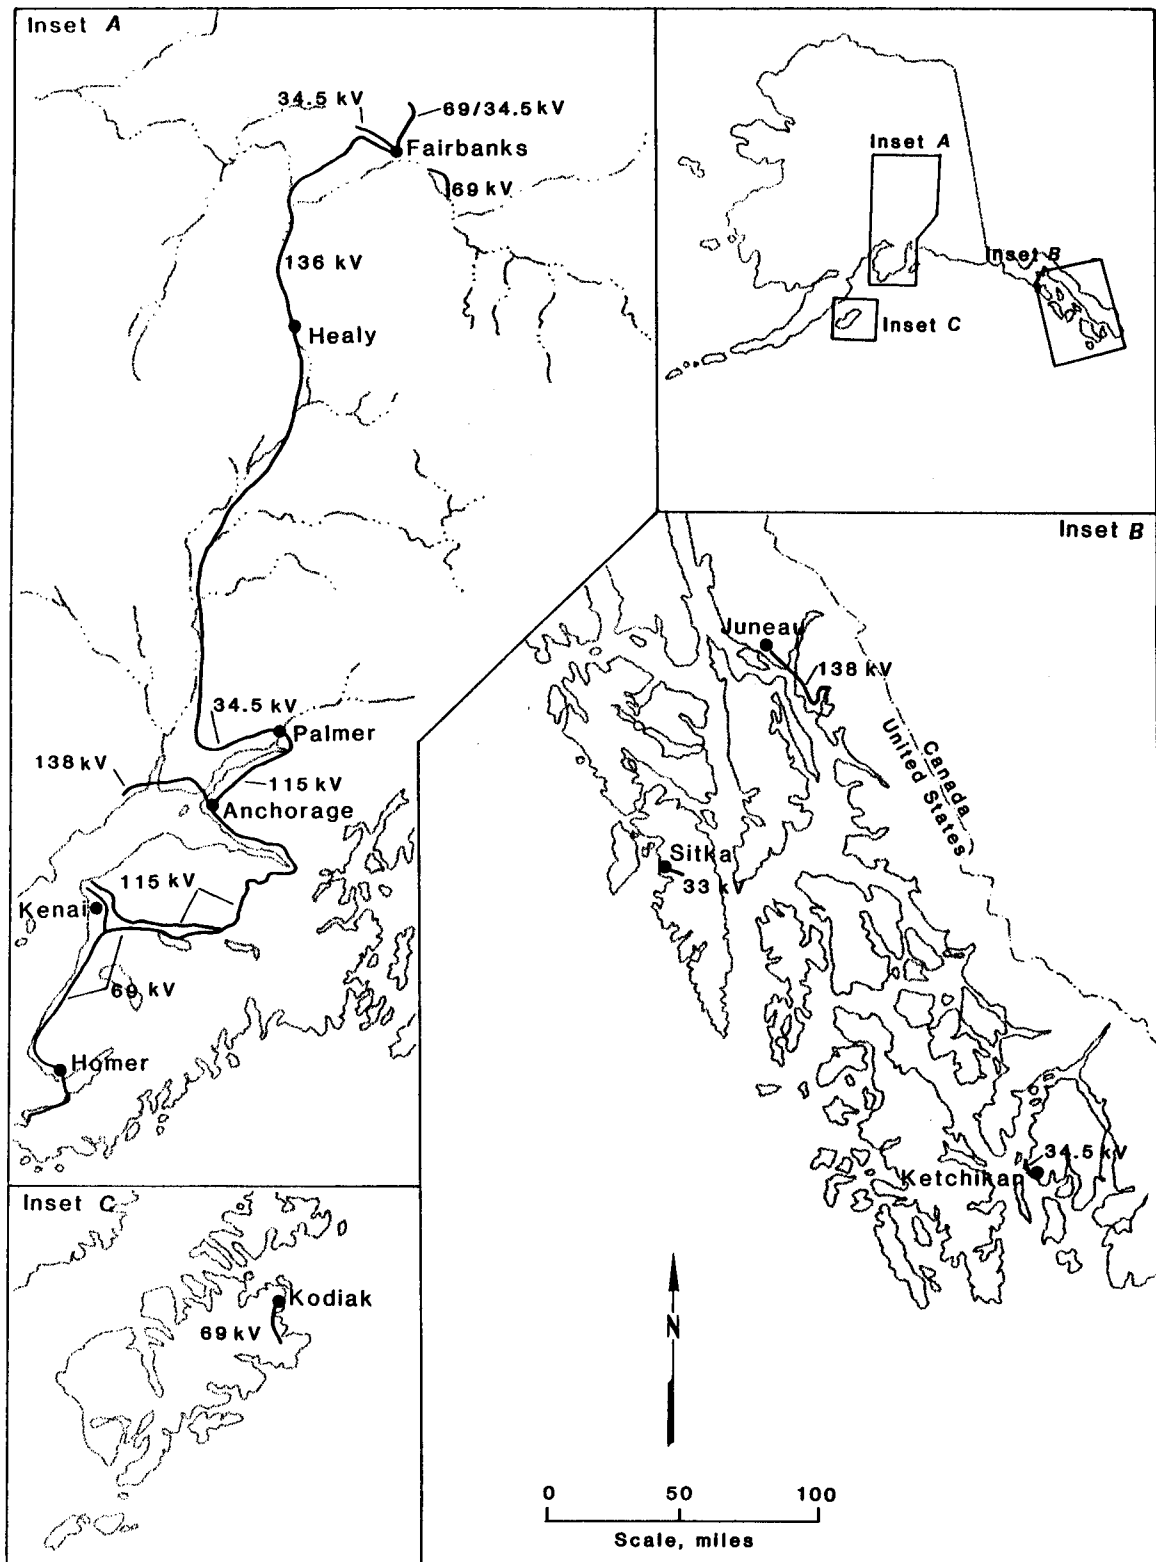 Inset A
34.5 kV
69/34.5 kV
Fairbanks
69 kV
136 kV
Healy
34.5 kV
Palmer
138 kV
115 kV
Anchorage
115 kV
Kenai
69 kV
Homer
Inset A
Inset B
Inset C
Inset B
Juneau
138 kV
Canada
United States
Sitka
33 kV
34.5 kV
Ketchikan
Inset C
Kodiak
69 kV
N
0 50 100
Scale, miles